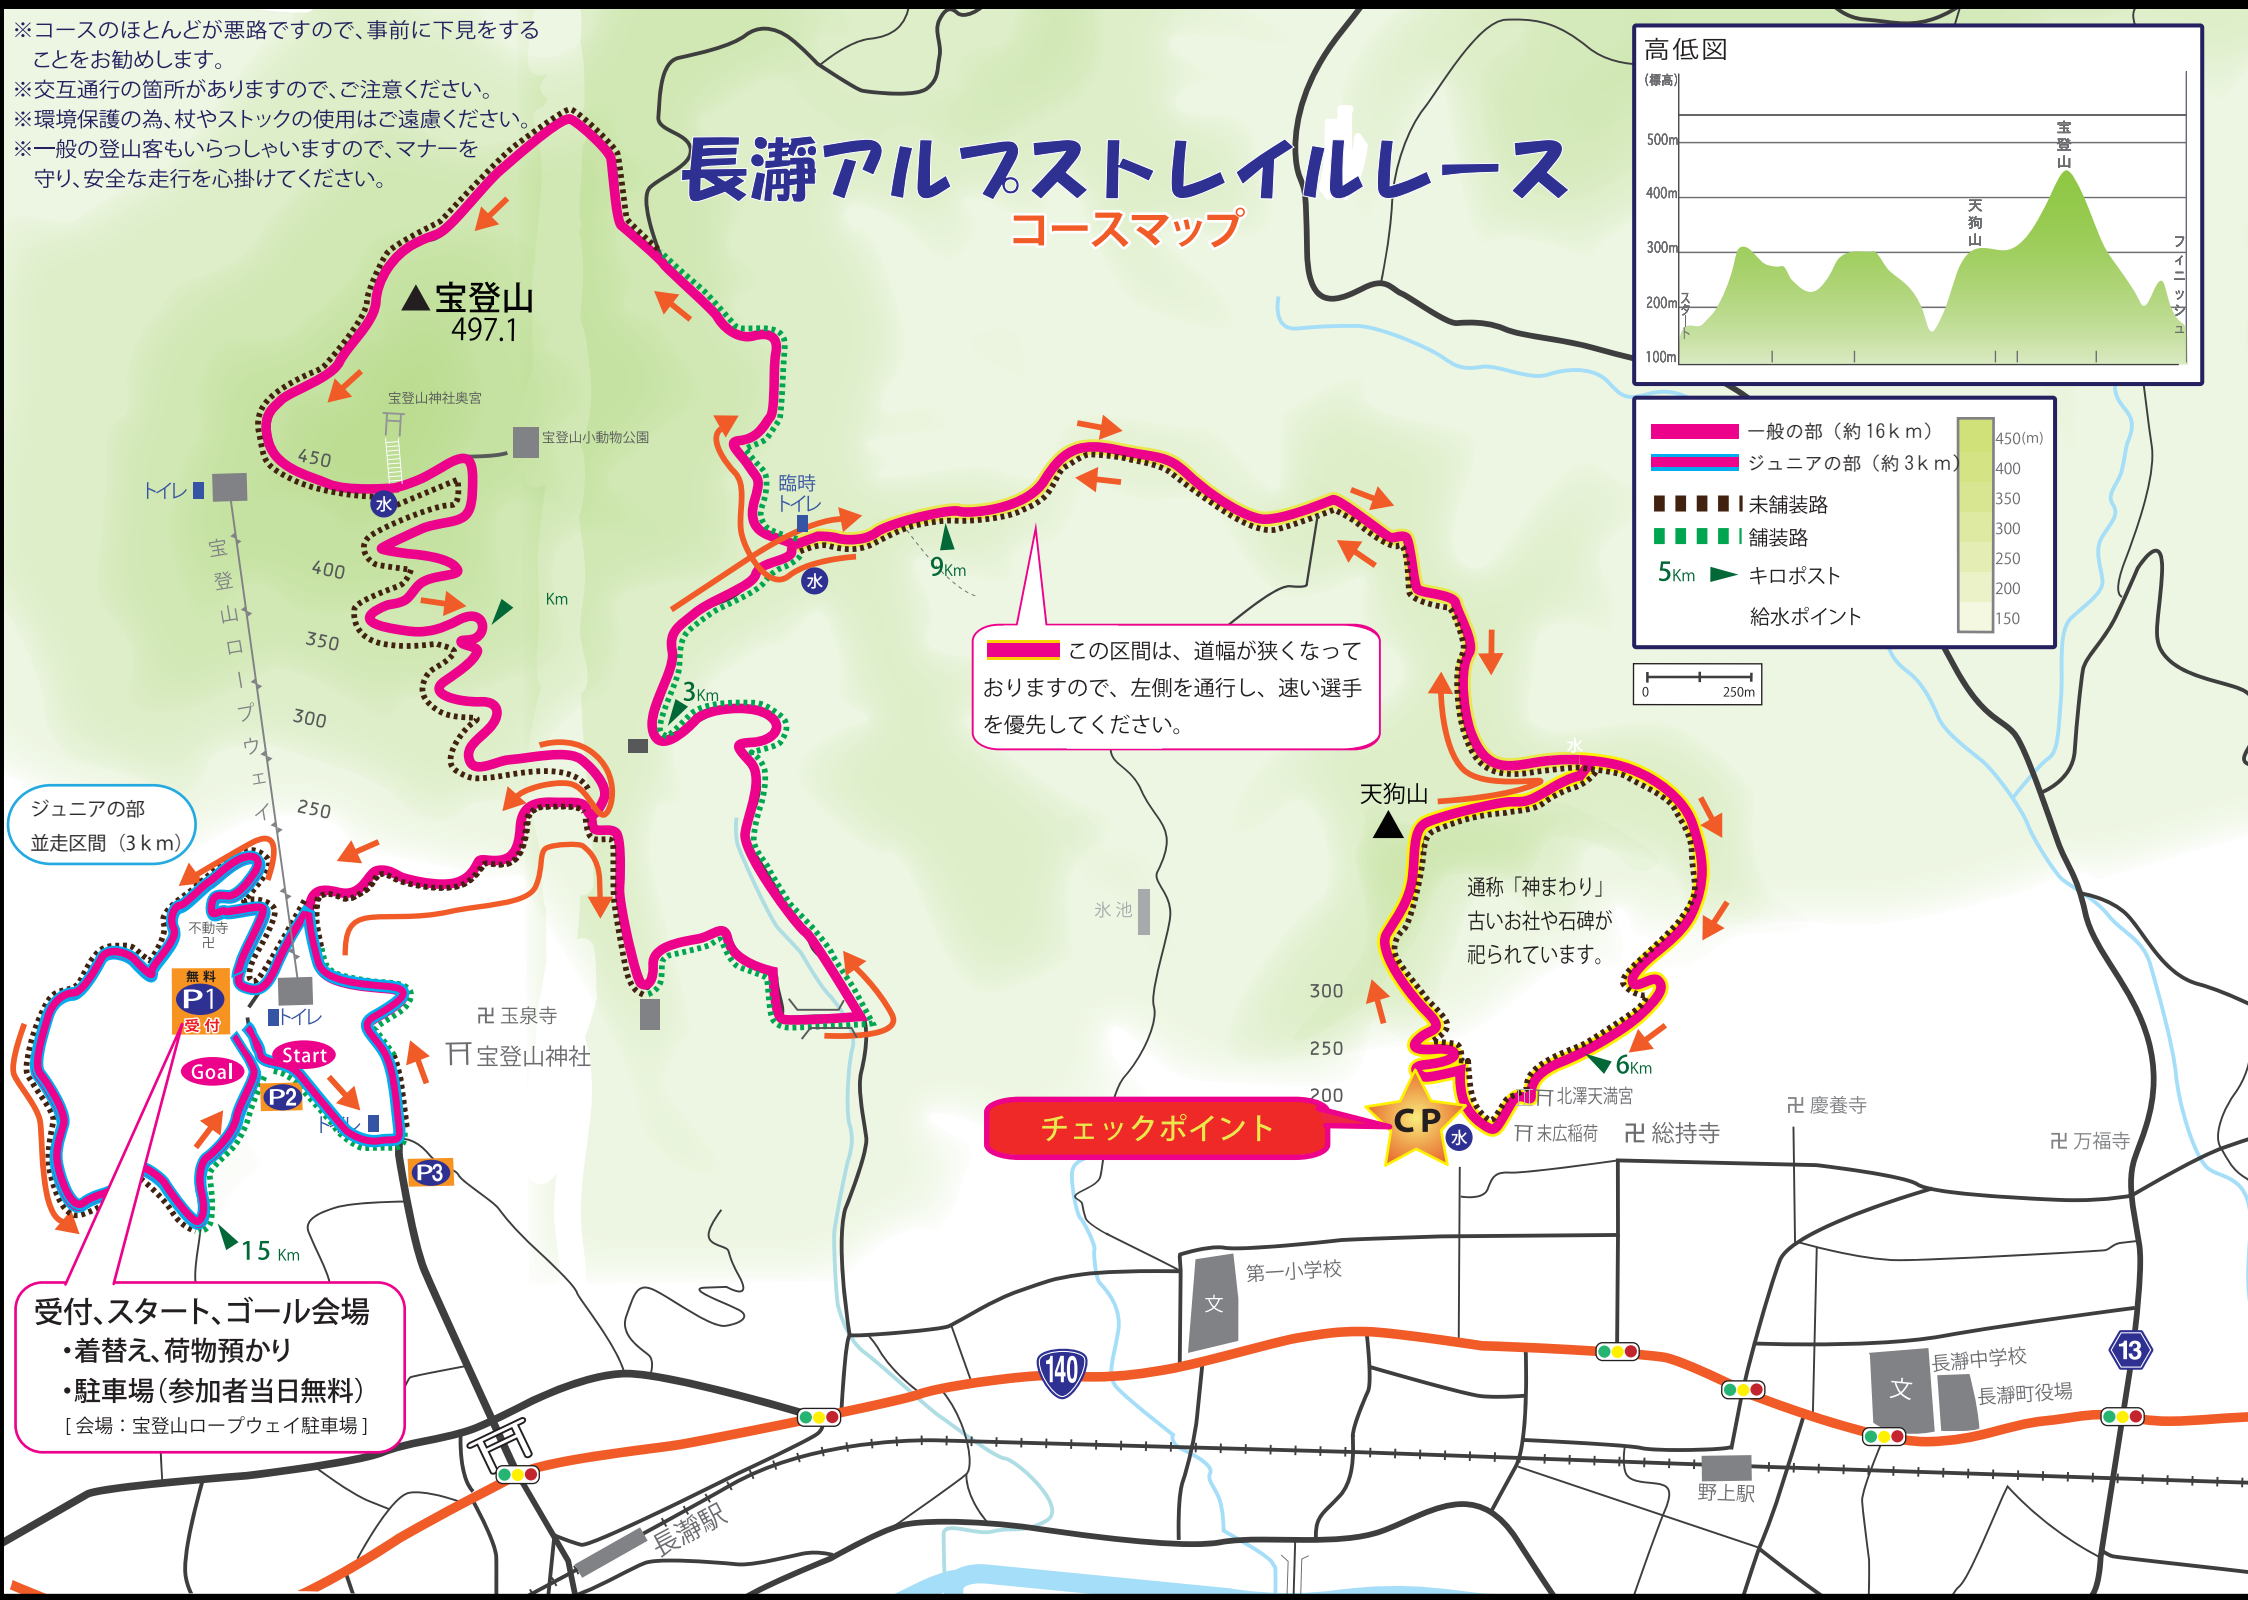 ※コースのほとんどが悪路ですので、事前に下見をする
ことをお勧めします。
※交互通行の箇所がありますので、ご注意ください。
※環境保護の為、杖やストックの使用はご遠慮ください。
※一般の登山客もいらっしゃいますので、マナーを
守り、安全な走行を心掛けてください。
長瀞アルプストレイルレース
コースマップ
高低図
(標高)
500m
400m
300m
200m
100m
スタート
天狗山
宝登山
フィニッシュ
一般の部（約16ｋｍ）
ジュニアの部（約3ｋｍ）
未舗装路
舗装路
5Km
キロポスト
給水ポイント
450(m)
400
350
300
250
200
150
0
250m
宝登山
497.1
宝登山神社奥宮
宝登山小動物公園
450
トイレ
水
臨時
トイレ
水
9Km
400
Km
350
300
250
宝登山ロープウェイ
3Km
この区間は、道幅が狭くなって
おりますので、左側を通行し、速い選手
を優先してください。
水
天狗山
通称「神まわり」
古いお社や石碑が
祀られています。
氷池
ジュニアの部
並走区間（3ｋｍ）
不動寺
卍
無料
P1
受付
トイレ
Start
Goal
P2
トイレ
P3
15 Km
卍 玉泉寺
宝登山神社
300
250
200
チェックポイント
CP
水
6Km
北澤天満宮
末広稲荷
卍 総持寺
卍 慶養寺
卍 万福寺
受付、スタート、ゴール会場
・着替え、荷物預かり
・駐車場（参加者当日無料）
[ 会場：宝登山ロープウェイ駐車場 ]
第一小学校
文
140
長瀞中学校
文
長瀞町役場
13
野上駅
長瀞駅